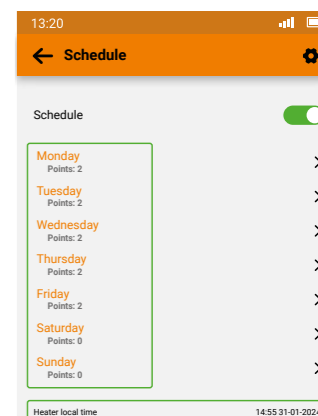 13:20
Schedule
Schedule
Monday
Points: 2
Tuesday
Points: 2
Wednesday
Points: 2
Thursday
Points: 2
Friday
Points: 2
Saturday
Points: 0
Sunday
Points: 0
Heater local time 14:55 31-01-2024